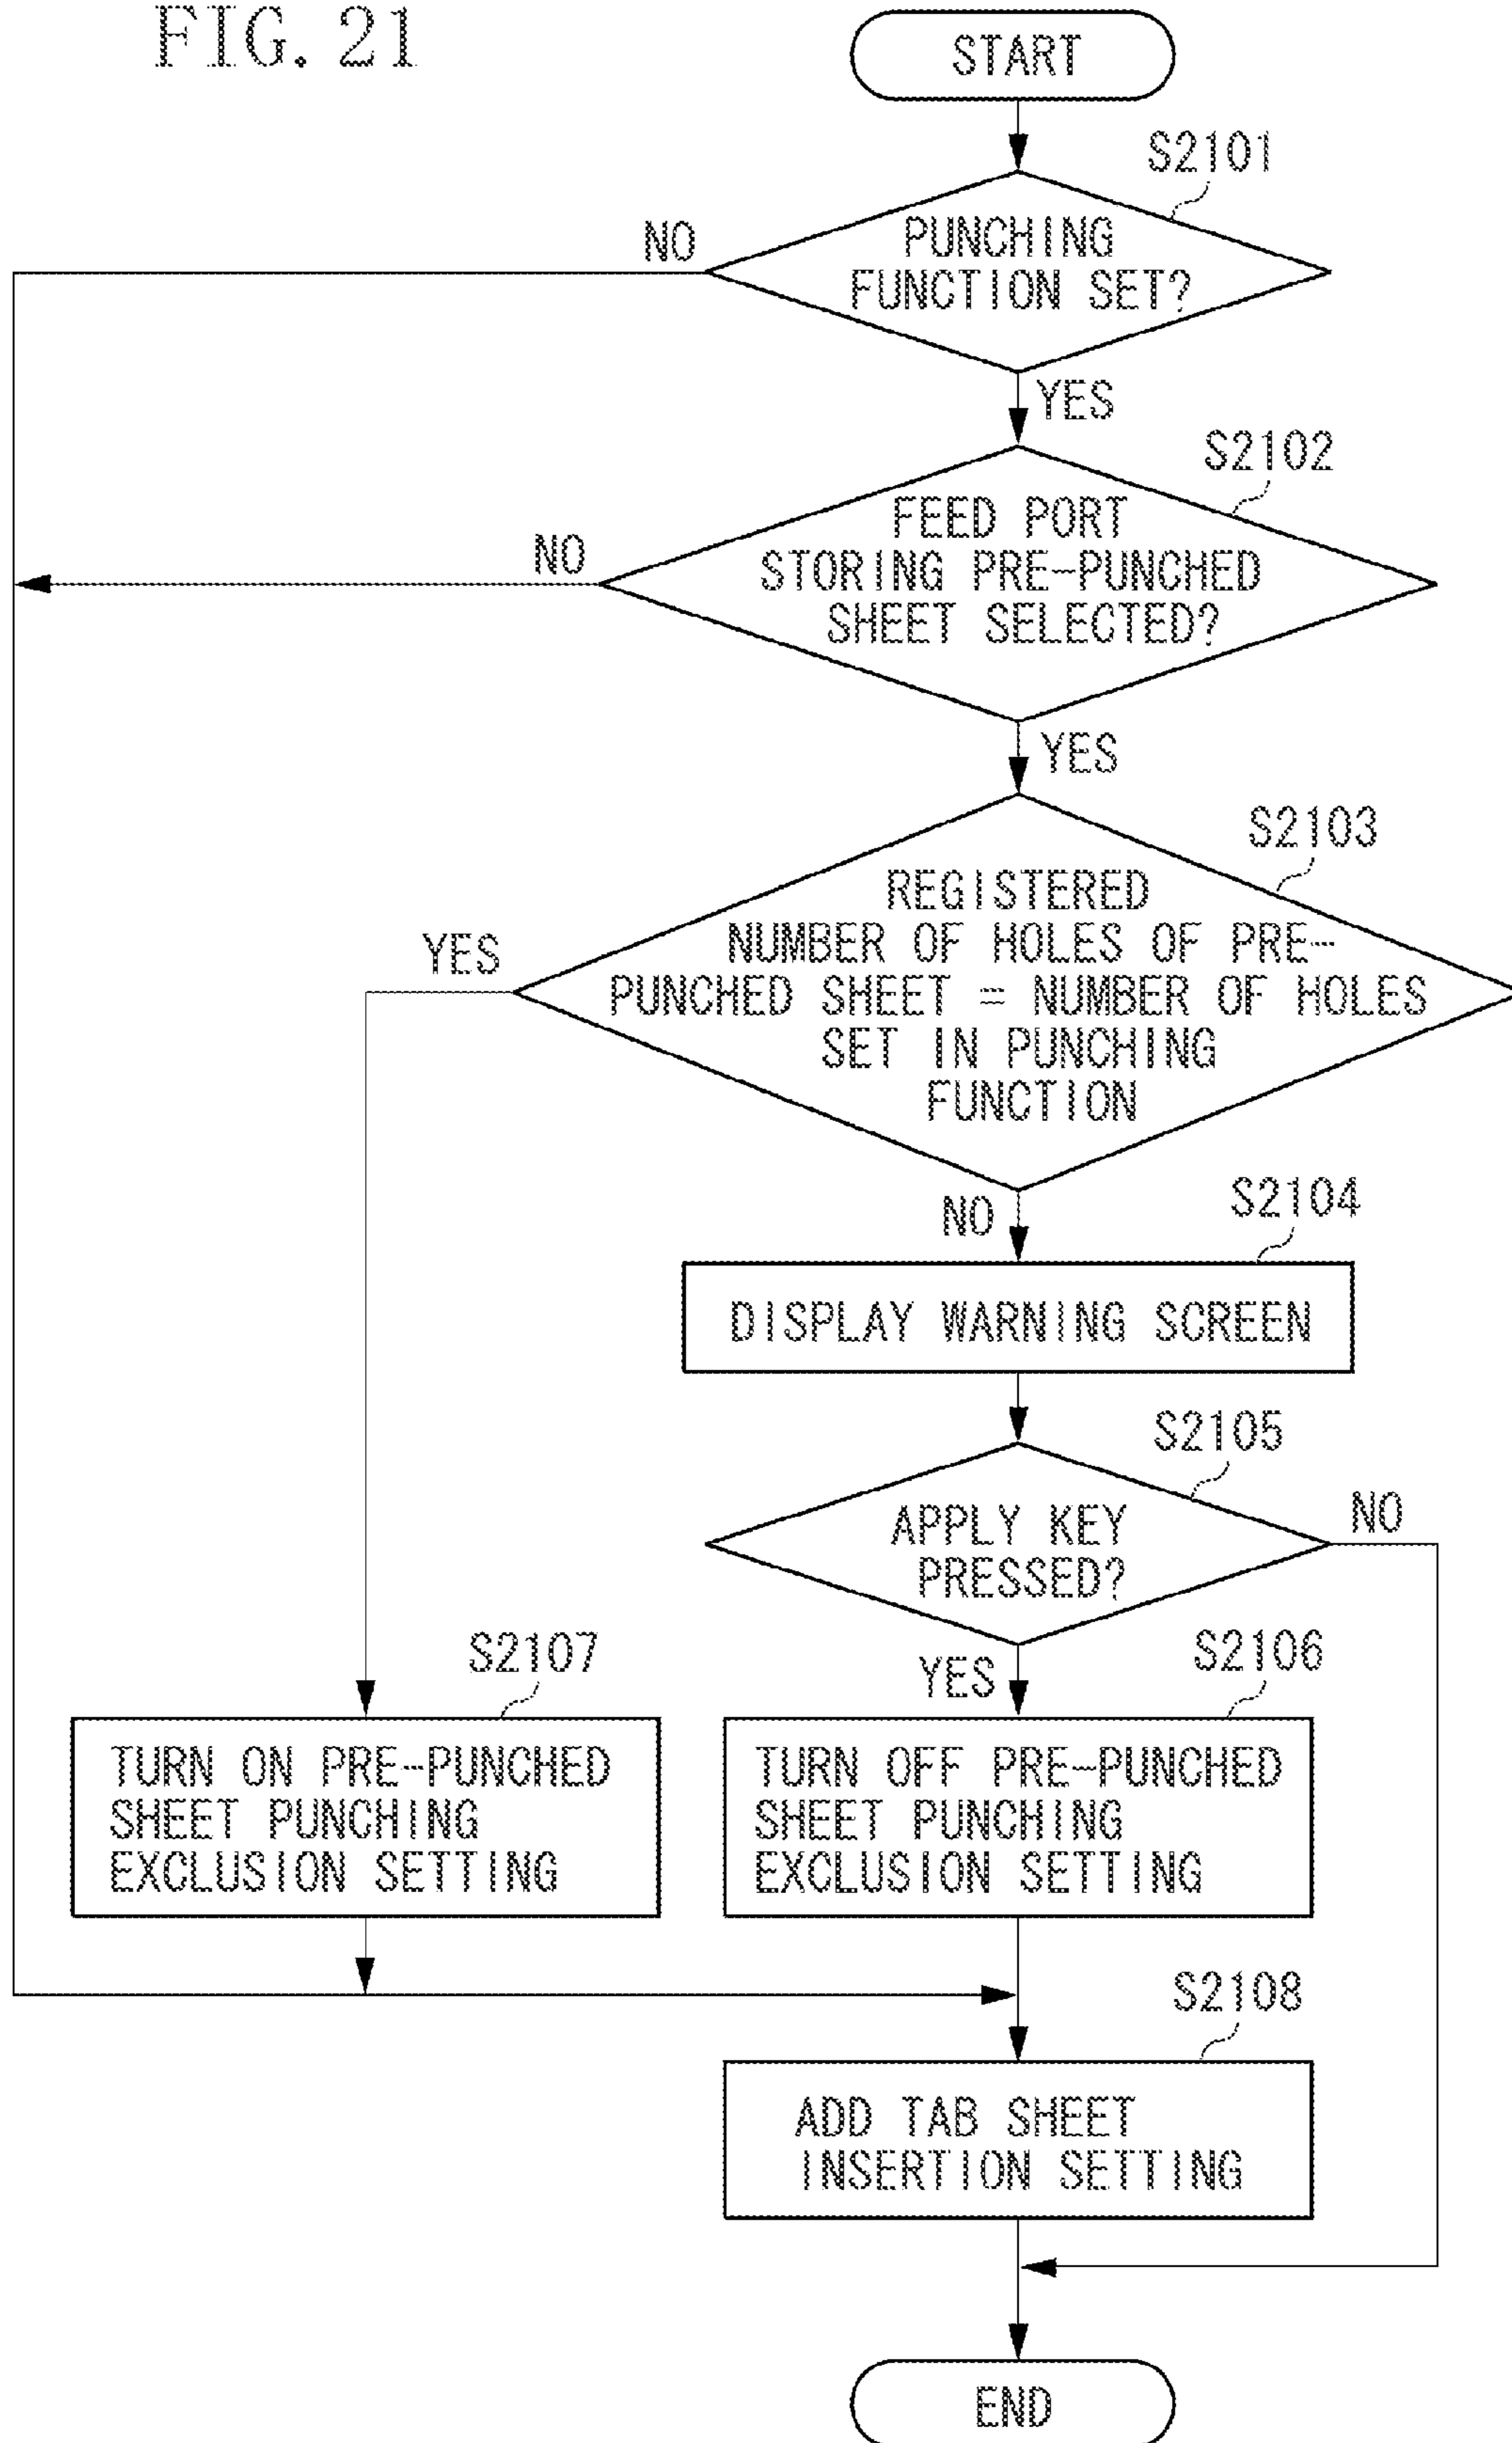 FIG. 21
START
S2101
PUNCHING
FUNCTION SET?
NO
YES
S2102
FEED PORT
STORING PRE-PUNCHED
SHEET SELECTED?
NO
YES
S2103
REGISTERED
NUMBER OF HOLES OF PRE-
PUNCHED SHEET = NUMBER OF HOLES
SET IN PUNCHING
FUNCTION
YES
NO
S2104
DISPLAY WARNING SCREEN
S2105
APPLY KEY
PRESSED?
NO
YES
S2107
TURN ON PRE-PUNCHED
SHEET PUNCHING
EXCLUSION SETTING
S2106
TURN OFF PRE-PUNCHED
SHEET PUNCHING
EXCLUSION SETTING
S2108
ADD TAB SHEET
INSERTION SETTING
END